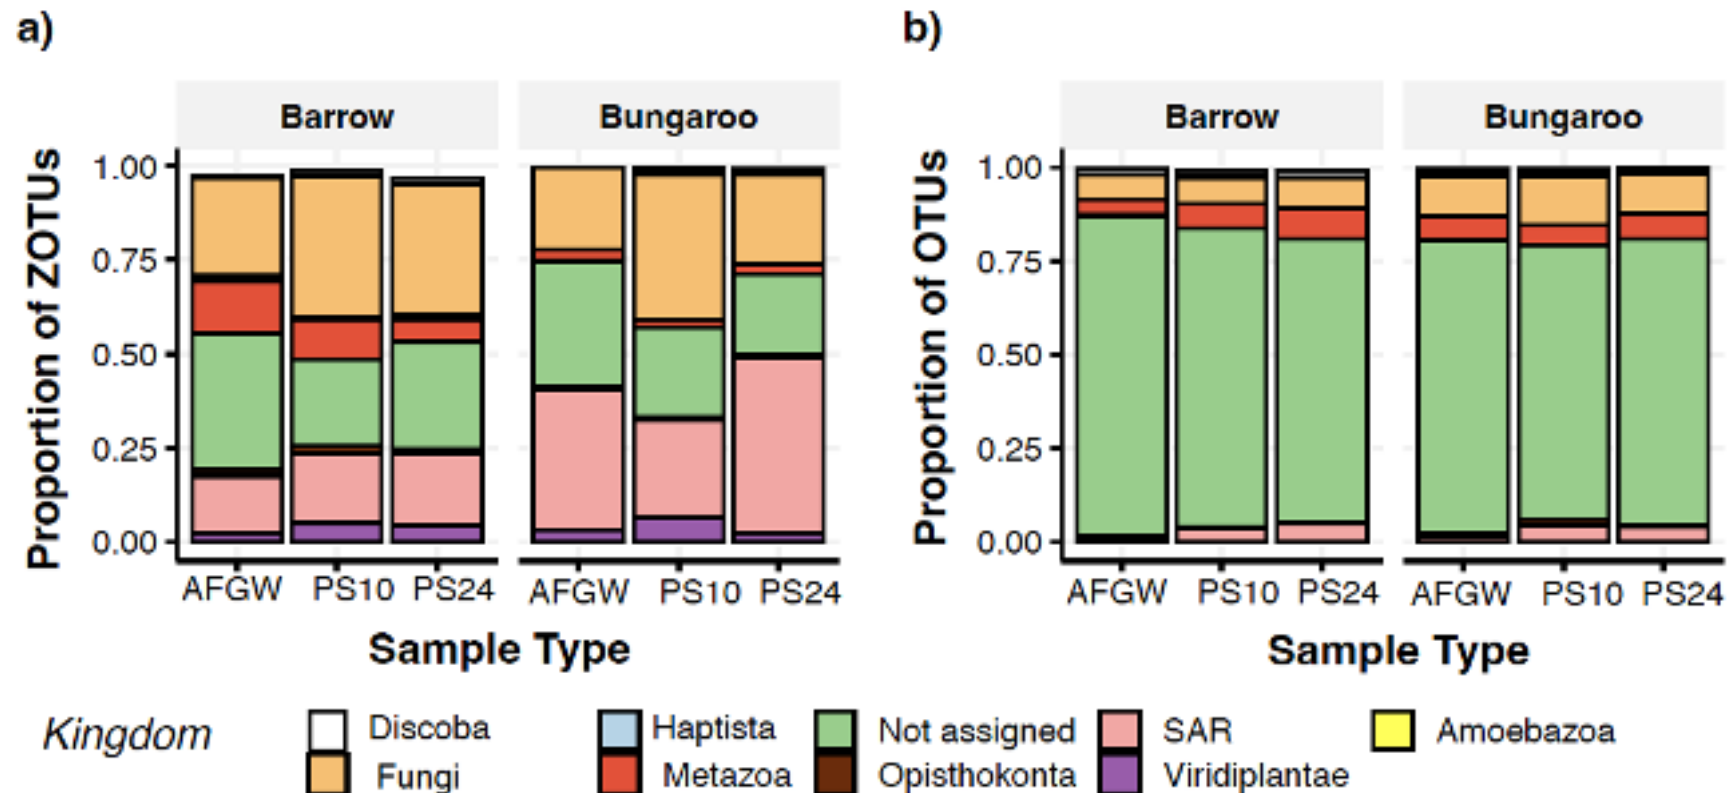 a)
b)
Barrow
Bungaroo
Barrow
Bungaroo
Proportion of ZOTUs
1.00
0.75
0.50
0.25
0.00
Proportion of OTUs
1.00
0.75
0.50
0.25
0.00
AFGW PS10 PS24
AFGW PS10 PS24
AFGW PS10 PS24
AFGW PS10 PS24
Sample Type
Sample Type
Kingdom
Discoba
Haptista
Not assigned
SAR
Amoebazoa
Fungi
Metazoa
Opisthokonta
Viridiplantae